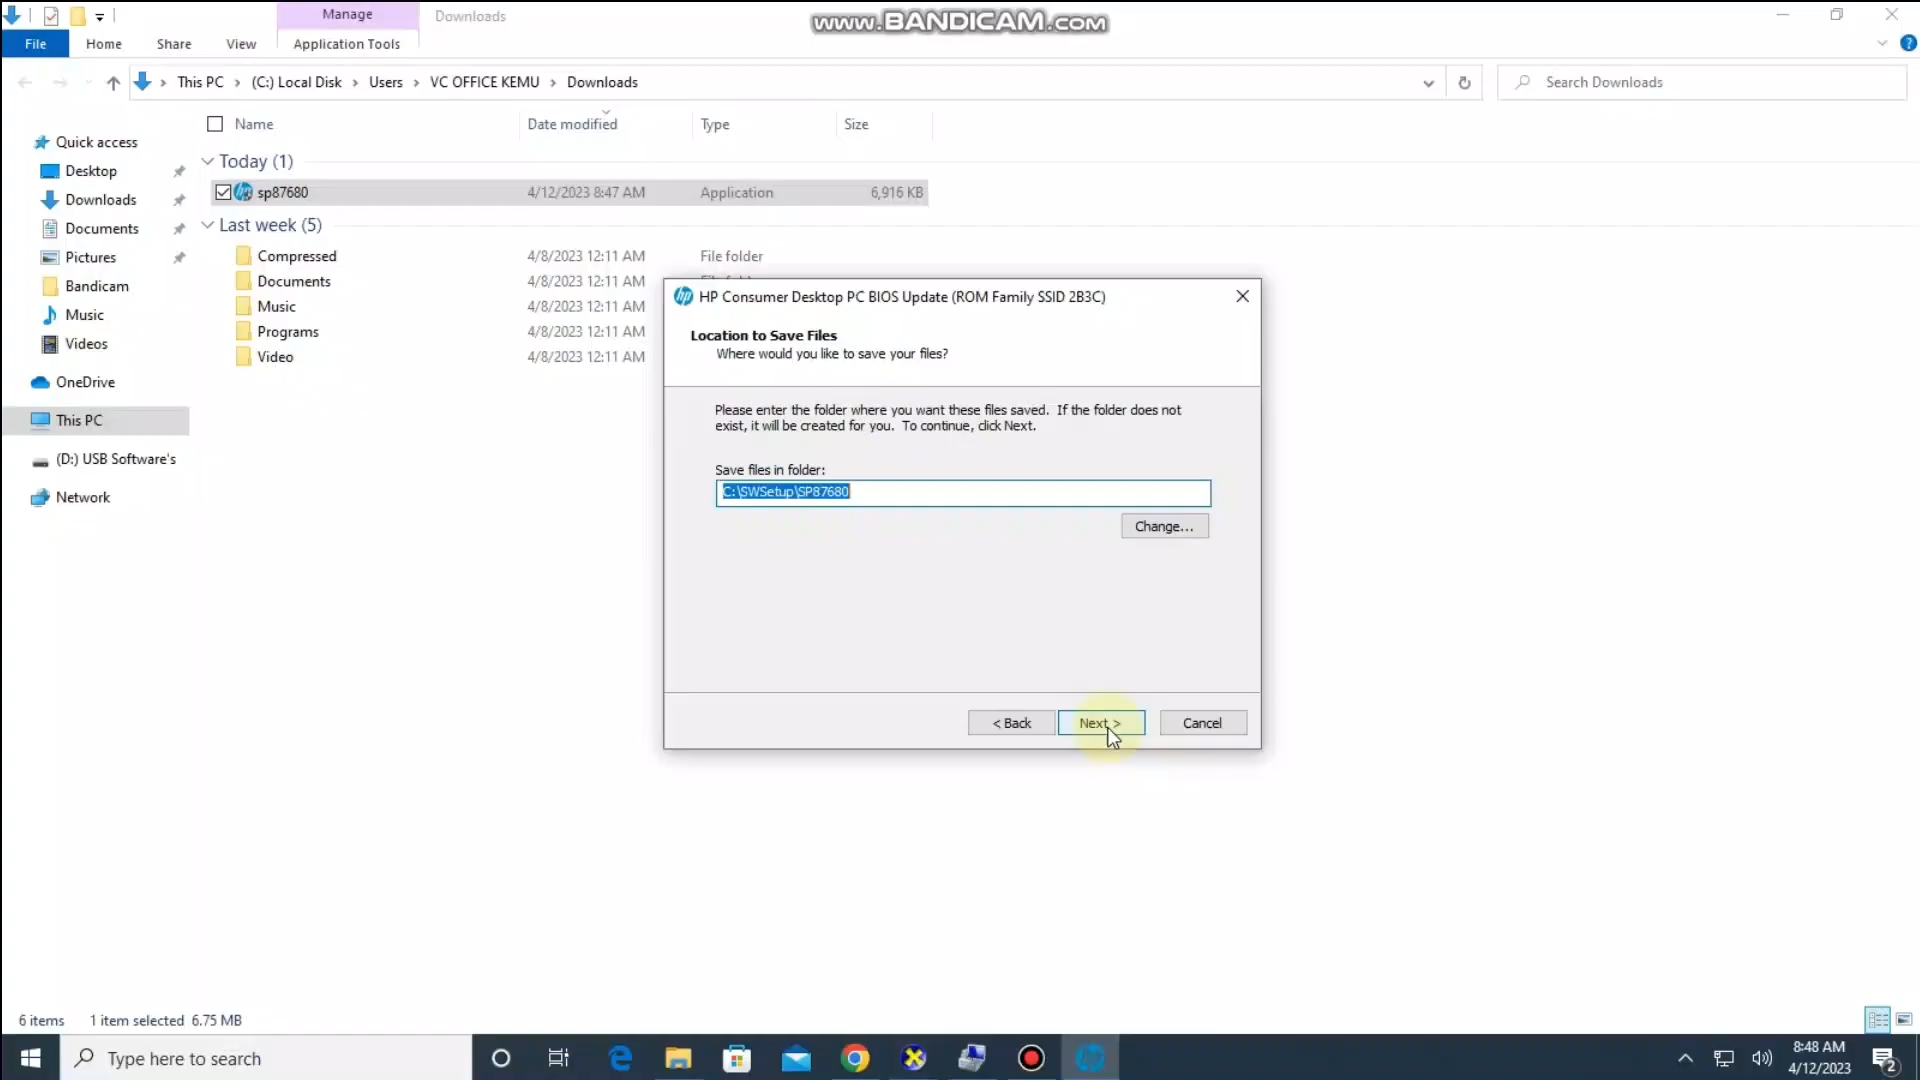 Manage
Downloads
www.BANDICAM.com
File
Home
Share
View
Application Tools
This PC
(C:) Local Disk
Users
VC OFFICE KEMU
Downloads
Search Downloads
Name
Date modified
Type
Size
Quick access
Desktop
Downloads
Documents
Pictures
Bandicam
Music
Videos
OneDrive
This PC
(D:) USB Software's
Network
Today (1)
sp87680 4/12/2023 8:47 AM Application 6,916 KB
Last week (5)
Compressed 4/8/2023 12:11 AM File folder
Documents 4/8/2023 12:11 AM
Music 4/8/2023 12:11 AM
Programs 4/8/2023 12:11 AM
Video 4/8/2023 12:11 AM
hp
HP Consumer Desktop PC BIOS Update (ROM Family SSID 2B3C)
Location to Save Files
Where would you like to save your files?
Please enter the folder where you want these files saved. If the folder does not
exist, it will be created for you. To continue, click Next.
Save files in folder:
C:\SWSetup\SP87680
Change...
< Back
Next >
Cancel
6 items
1 item selected 6.75 MB
Type here to search
8:48 AM
4/12/2023
2